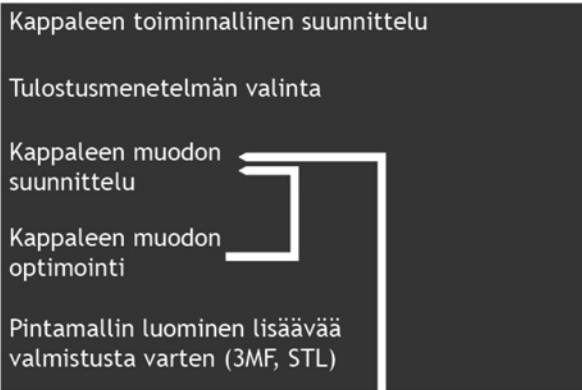 Kappaleen toiminnallinen suunnittelu
Tulostusmenetelmän valinta
Kappaleen muodon
suunnittelu
Kappaleen muodon
optimointi
Pintamallin luominen lisäävää
valmistusta varten (3MF, STL)